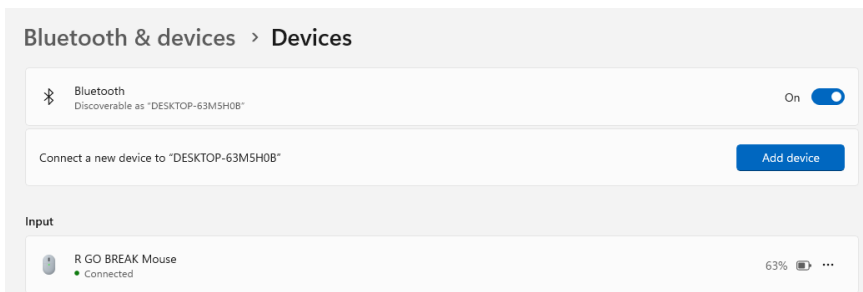 Bluetooth & devices > Devices
Bluetooth
Discoverable as "DESKTOP-63M5H0B"
On
Connect a new device to "DESKTOP-63M5H0B"
Add device
Input
R GO BREAK Mouse
Connected
63%